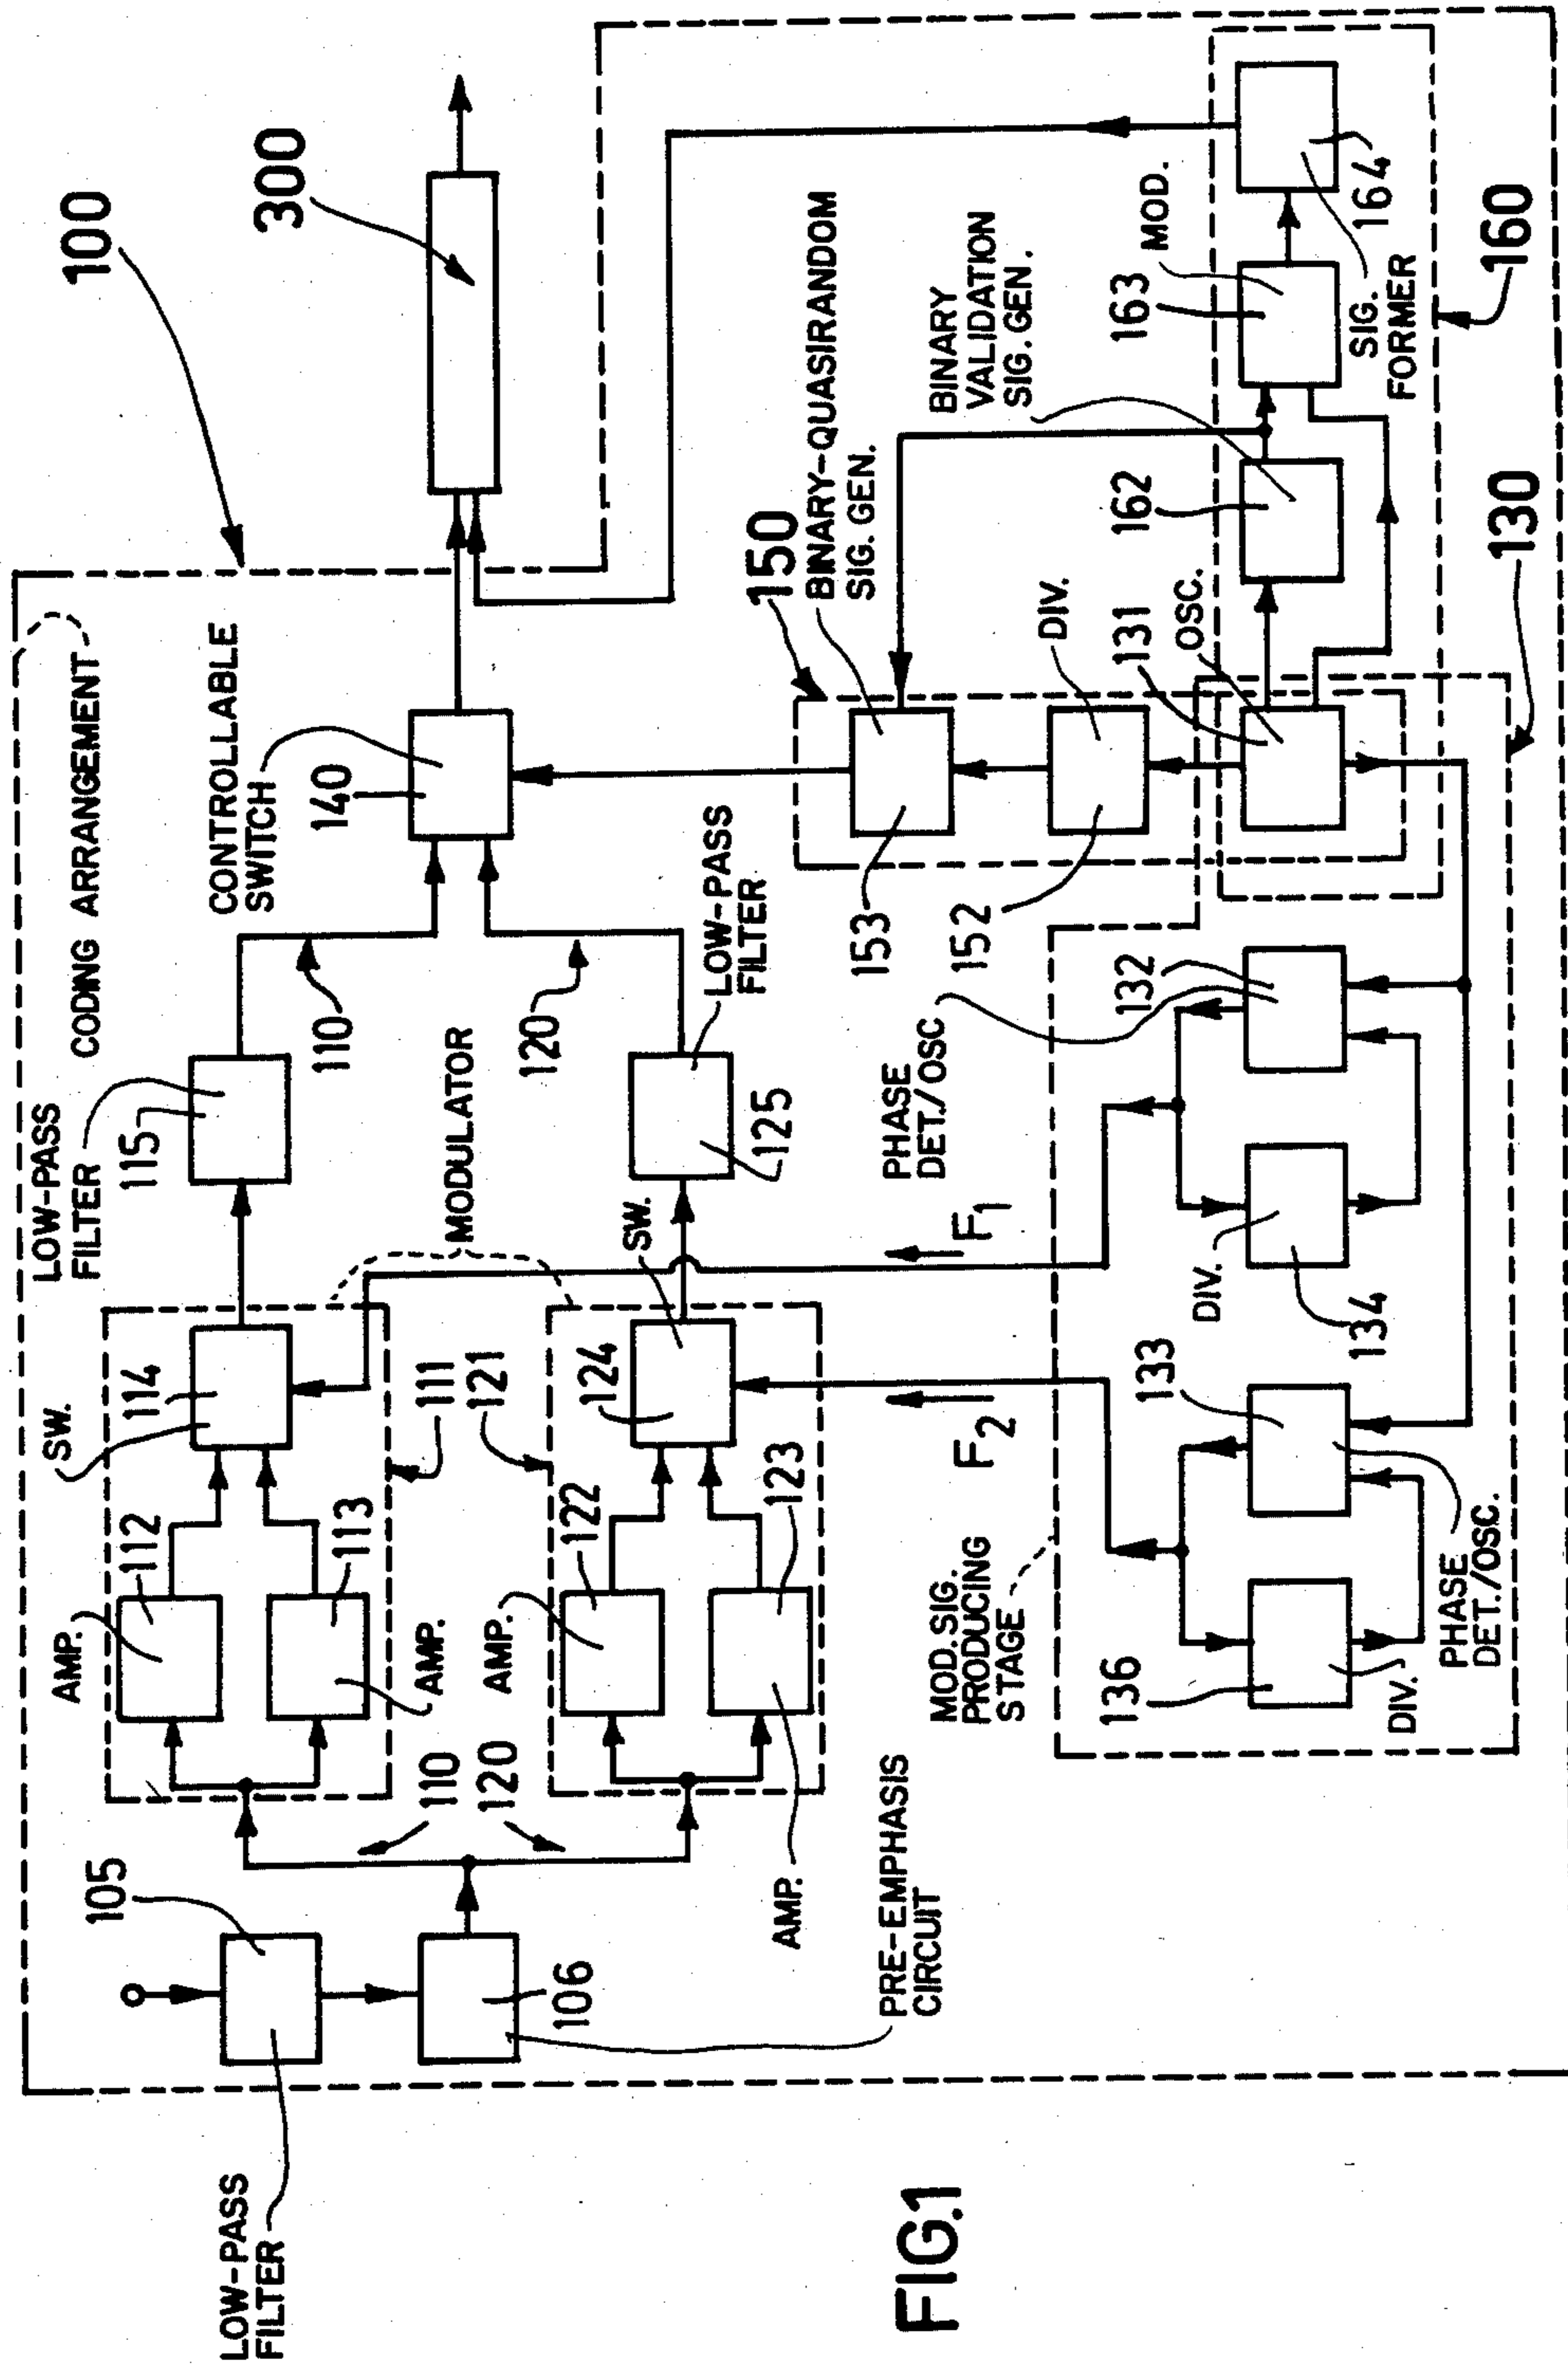 100
300
LOW-PASS
FILTER
CODING ARRANGEMENT
115
CONTROLLABLE
SWITCH
140
SW.
114
AMP.
112
113
AMP.
111
110
MODULATOR
120
LOW-PASS
FILTER
125
SW.
121
124
AMP.
122
123
AMP.
105
106
LOW-PASS
FILTER
110
120
PRE-EMPHASIS
CIRCUIT
150
BINARY-QUASIRANDOM
SIG. GEN.
153
152
DIV.
131
OSC.
BINARY
VALIDATION
SIG. GEN.
162
163
MOD.
164
SIG.
FORMER
160
130
PHASE
DET./OSC
132
F1
DIV.
134
F2
133
MOD. SIG.
PRODUCING
STAGE
136
DIV.
PHASE
DET./OSC.
FIG.1